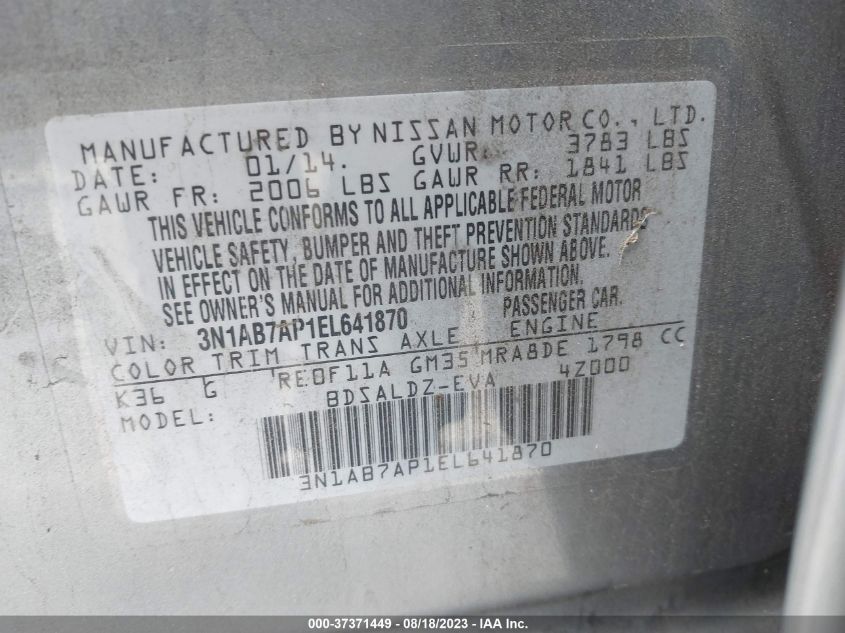 MANUFACTURED BY NISSAN MOTOR CO., LTD.
DATE: 01/14. GVWR: 3783 LBS
GAWR FR: 2006 LBS GAWR RR: 1841 LBS
THIS VEHICLE CONFORMS TO ALL APPLICABLE FEDERAL MOTOR
VEHICLE SAFETY, BUMPER AND THEFT PREVENTION STANDARDS
IN EFFECT ON THE DATE OF MANUFACTURE SHOWN ABOVE.
SEE OWNER'S MANUAL FOR ADDITIONAL INFORMATION.
VIN: 3N1AB7AP1EL641870 PASSENGER CAR.
COLOR TRIM TRANS AXLE ENGINE
K36 G RE0F11A GM35 MRA8DE 1798 CC
MODEL: BDSALDZ-EVA 4Z000
3N1AB7AP1EL641870
000-37371449 - 08/18/2023 - IAA Inc.